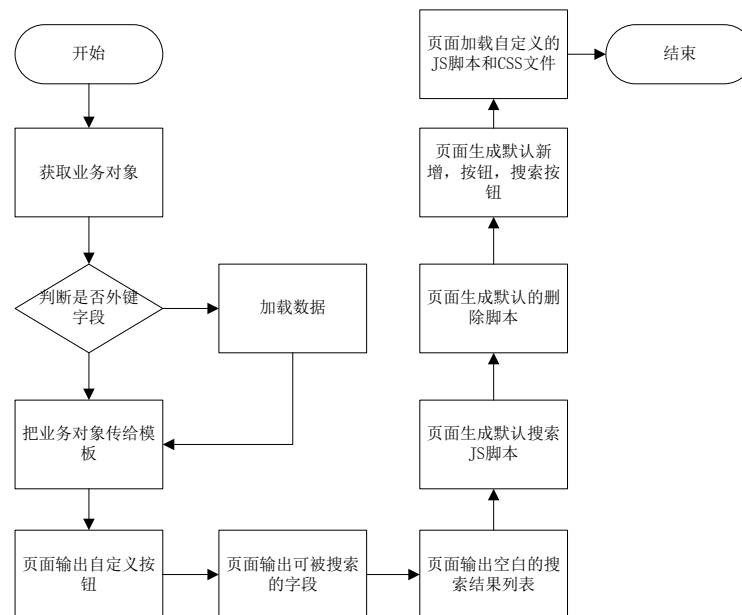 开始
获取业务对象
判断是否外键
字段
加载数据
把业务对象传给模
板
页面输出自定义按
钮
页面输出可被搜索
的字段
页面输出空白的搜
索结果列表
页面生成默认搜索
JS脚本
页面生成默认的删
除脚本
页面生成默认新
增，按钮，搜索按
钮
页面加载自定义的
JS脚本和CSS文件
结束